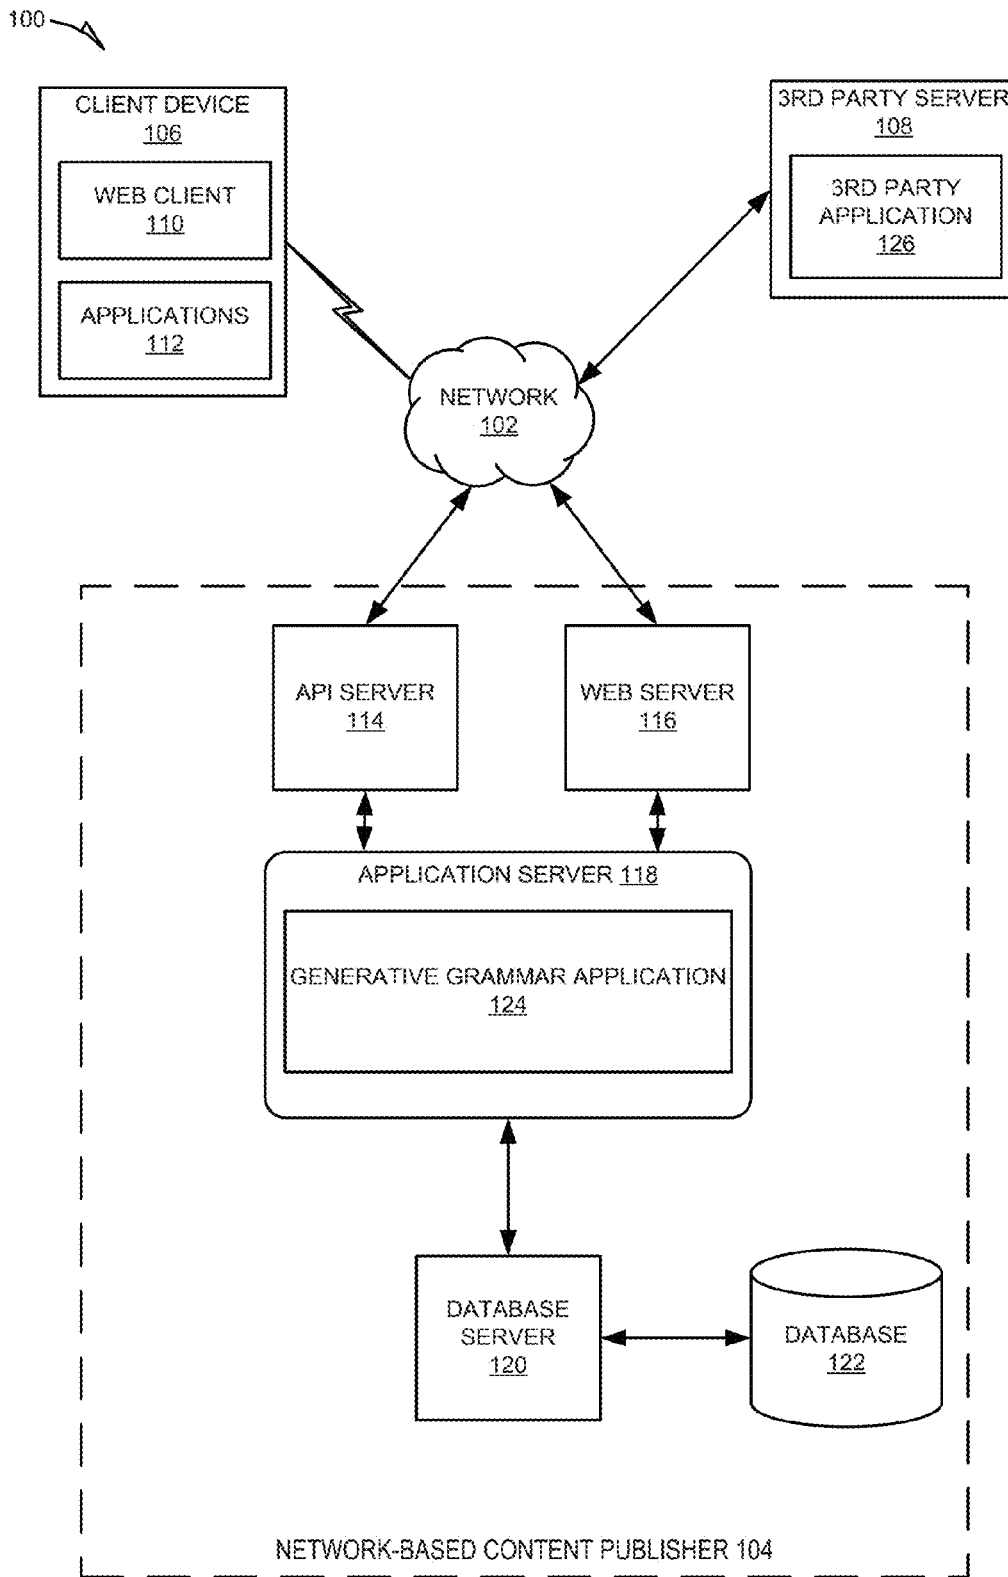 100
CLIENT DEVICE
106
WEB CLIENT
110
APPLICATIONS
112
3RD PARTY SERVER
108
3RD PARTY
APPLICATION
126
NETWORK
102
API SERVER
114
WEB SERVER
116
APPLICATION SERVER 118
GENERATIVE GRAMMAR APPLICATION
124
DATABASE
SERVER
120
DATABASE
122
NETWORK-BASED CONTENT PUBLISHER 104